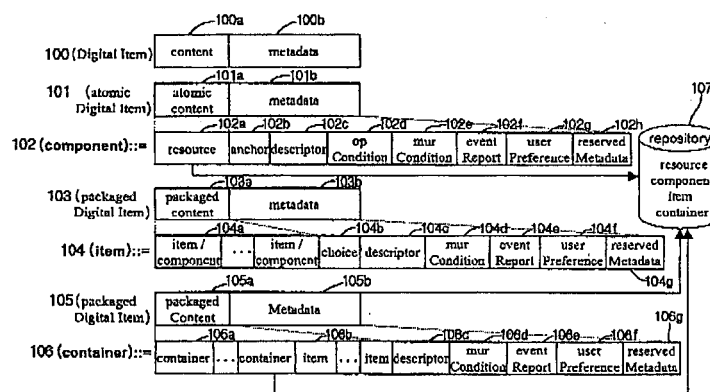 100a 100b
100 (Digital Item) content metadata
101a 101b
101 (atomic Digital Item) atomic content metadata
107
102a 102b 102c 102d 102e 102f 102g 102h
102 (component)::= resource anchor descriptor op Condition mur Condition event Report user Preference reserved Metadata
repository
resource
component
item
container
103a 103b
103 (packaged Digital Item) packaged content metadata
104a 104b 104c 104d 104e 104f
104 (item)::= item / component ... item / component choice descriptor mur Condition event Report user Preference reserved Metadata
104g
105a 105b
105 (packaged Digital Item) packaged Content Metadata
106a 106b 106c 106d 106e 106f 106g
106 (container)::= container ... container item ... item descriptor mur Condition event Report user Preference reserved Metadata